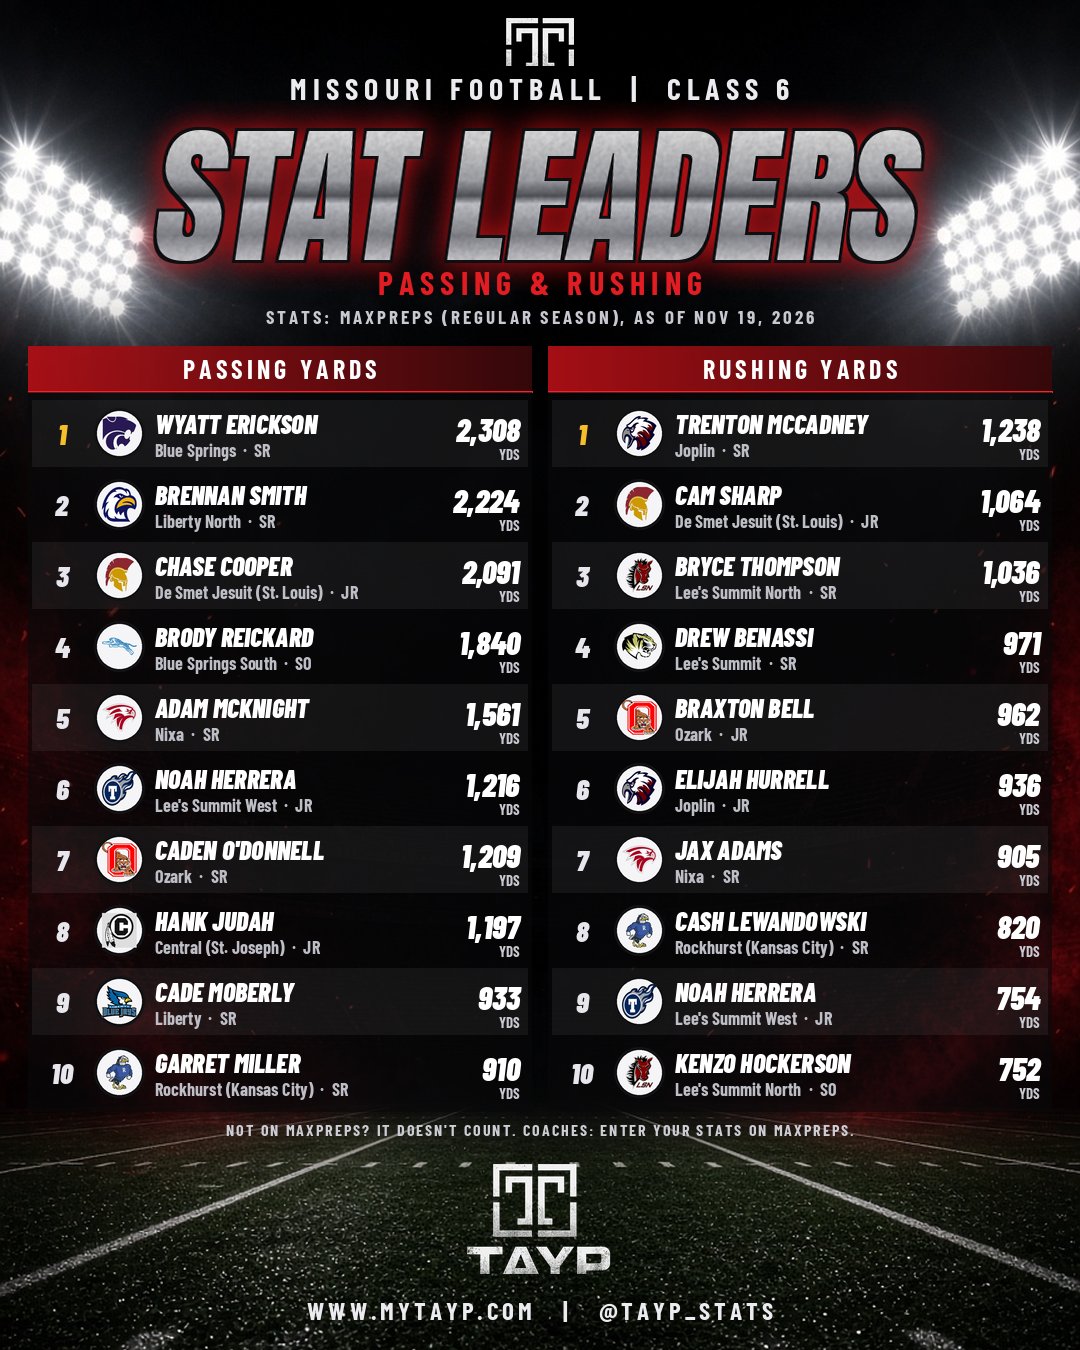 MISSOURI FOOTBALL | CLASS 6
STAT LEADERS
PASSING & RUSHING
STATS: MAXPREPS (REGULAR SEASON), AS OF NOV 19, 2026
PASSING YARDS
1 WYATT ERICKSON 2,308
Blue Springs · SR YDS
2 BRENNAN SMITH 2,224
Liberty North · SR YDS
3 CHASE COOPER 2,091
De Smet Jesuit (St. Louis) · JR YDS
4 BRODY REICKARD 1,840
Blue Springs South · SO YDS
5 ADAM MCKNIGHT 1,561
Nixa · SR YDS
6 NOAH HERRERA 1,216
Lee's Summit West · JR YDS
7 CADEN O'DONNELL 1,209
Ozark · SR YDS
8 HANK JUDAH 1,197
Central (St. Joseph) · JR YDS
9 CADE MOBERLY 933
Liberty · SR YDS
10 GARRET MILLER 910
Rockhurst (Kansas City) · SR YDS
RUSHING YARDS
1 TRENTON MCCADNEY 1,238
Joplin · SR YDS
2 CAM SHARP 1,064
De Smet Jesuit (St. Louis) · JR YDS
3 BRYCE THOMPSON 1,036
Lee's Summit North · SR YDS
4 DREW BENASSI 971
Lee's Summit · SR YDS
5 BRAXTON BELL 962
Ozark · JR YDS
6 ELIJAH HURRELL 936
Joplin · JR YDS
7 JAX ADAMS 905
Nixa · SR YDS
8 CASH LEWANDOWSKI 820
Rockhurst (Kansas City) · SR YDS
9 NOAH HERRERA 754
Lee's Summit West · JR YDS
10 KENZO HOCKERSON 752
Lee's Summit North · SO YDS
NOT ON MAXPREPS? IT DOESN'T COUNT. COACHES: ENTER YOUR STATS ON MAXPREPS.
TAYP
WWW.MYTAYP.COM | @TAYP_STATS